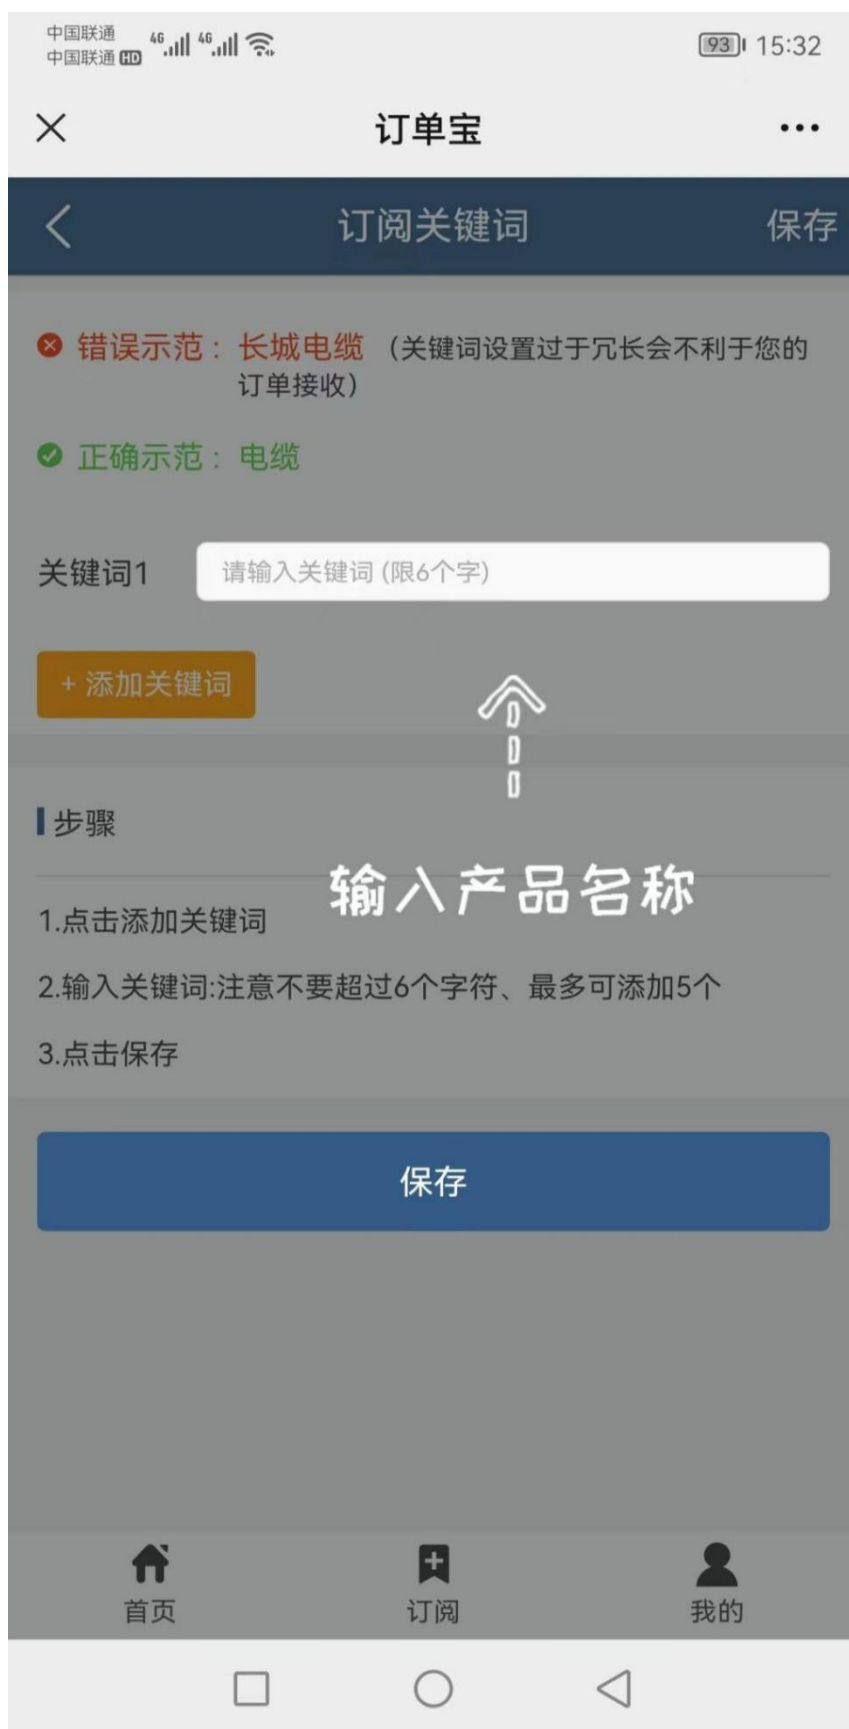 中国联通
中国联通 HD 4G 4G 93 15:32
订单宝
订阅关键词 保存
错误示范： 长城电缆 （关键词设置过于冗长会不利于您的
订单接收）
正确示范： 电缆
关键词1 请输入关键词 (限6个字)
+ 添加关键词
步骤
输入产品名称
1.点击添加关键词
2.输入关键词:注意不要超过6个字符、最多可添加5个
3.点击保存
保存
首页 订阅 我的